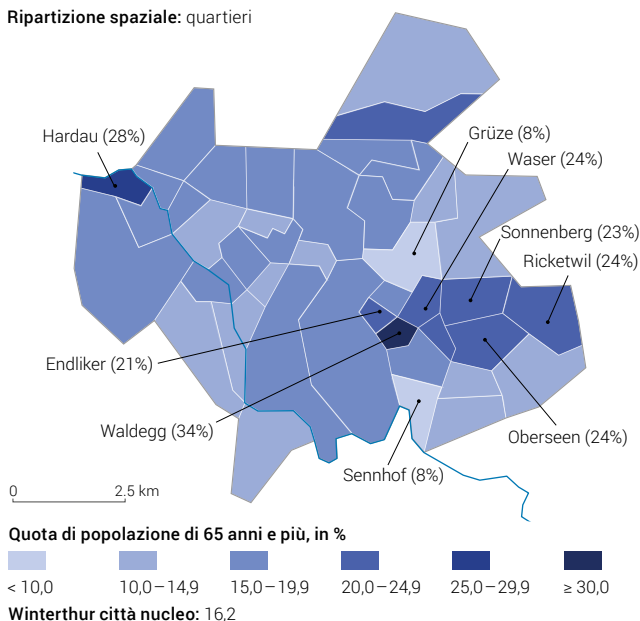 Ripartizione spaziale: quartieri
Hardau (28%)
Grüze (8%)
Waser (24%)
Sonnenberg (23%)
Ricketwil (24%)
Endliker (21%)
Waldegg (34%)
Oberseen (24%)
Sennhof (8%)
0 2.5 km
Quota di popolazione di 65 anni e più, in %
< 10,0 10,0–14,9 15,0–19,9 20,0–24,9 25,0–29,9 ≥ 30,0
Winterthur città nucleo: 16,2